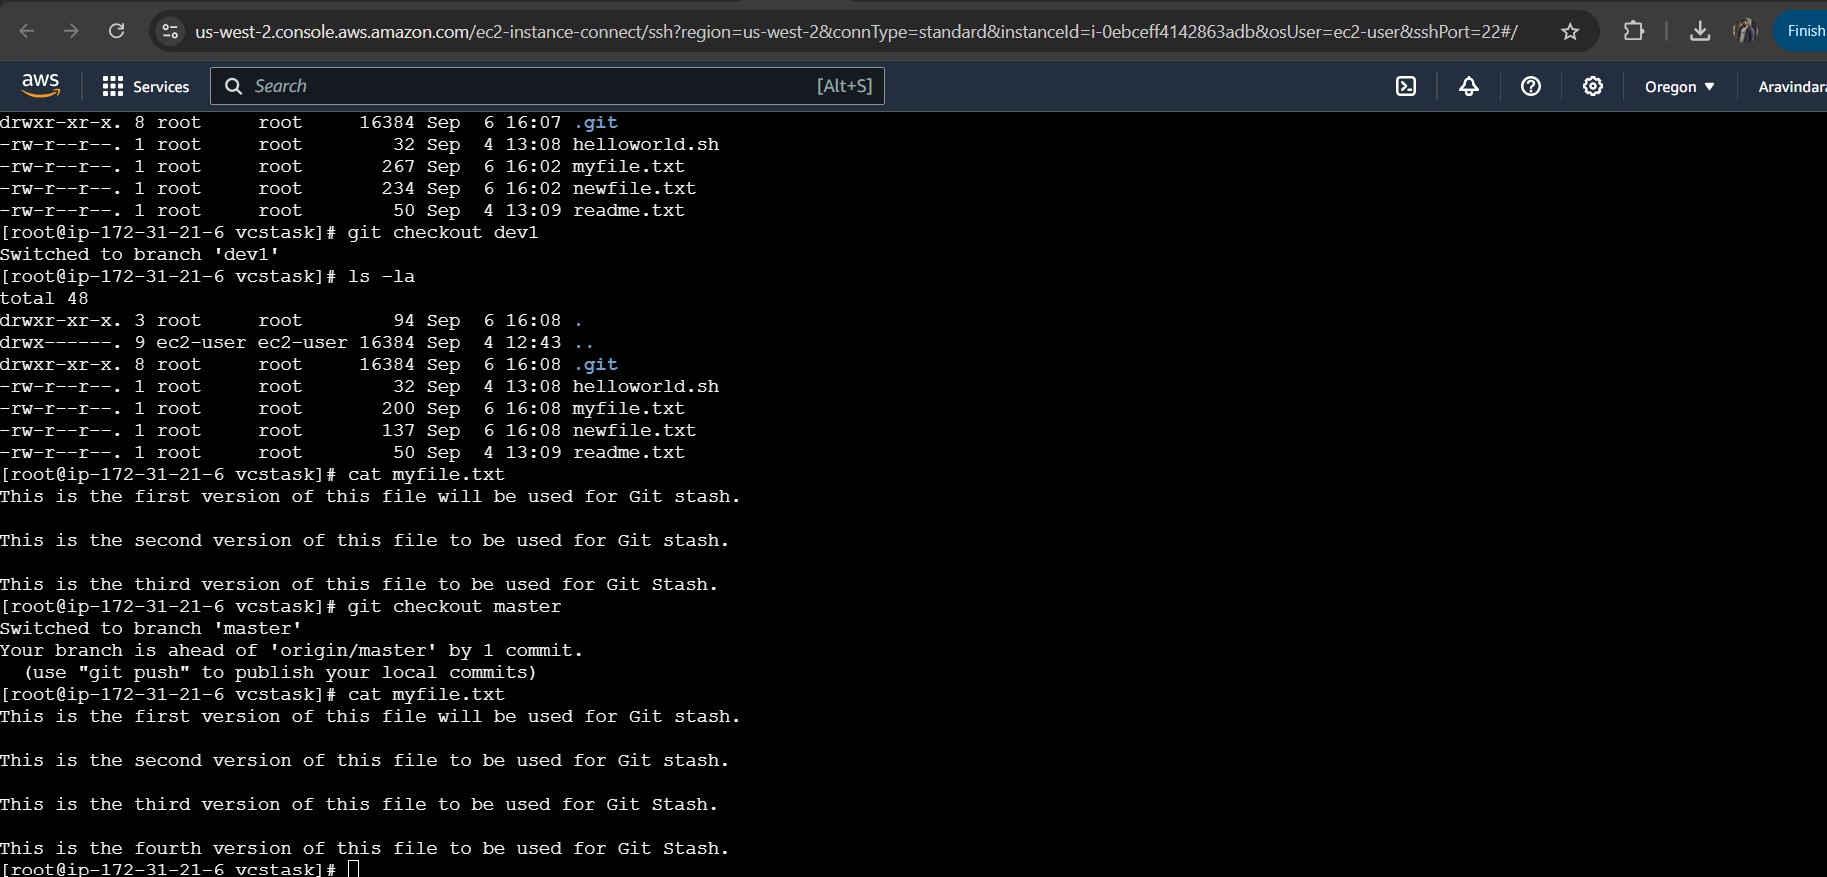 us-west-2.console.aws.amazon.com/ec2-instance-connect/ssh?region=us-west-2&connType=standard&instanceId=i-0ebceff4142863adb&osUser=ec2-user&sshPort=22#/
Finish
aws Services Search [Alt+S] Oregon Aravindara
drwxr-xr-x. 8 root     root     16384 Sep  6 16:07 .git
-rw-r--r--. 1 root     root        32 Sep  4 13:08 helloworld.sh
-rw-r--r--. 1 root     root       267 Sep  6 16:02 myfile.txt
-rw-r--r--. 1 root     root       234 Sep  6 16:02 newfile.txt
-rw-r--r--. 1 root     root        50 Sep  4 13:09 readme.txt
[root@ip-172-31-21-6 vcstask]# git checkout dev1
Switched to branch 'dev1'
[root@ip-172-31-21-6 vcstask]# ls -la
total 48
drwxr-xr-x. 3 root     root        94 Sep  6 16:08 .
drwx------. 9 ec2-user ec2-user 16384 Sep  4 12:43 ..
drwxr-xr-x. 8 root     root     16384 Sep  6 16:08 .git
-rw-r--r--. 1 root     root        32 Sep  4 13:08 helloworld.sh
-rw-r--r--. 1 root     root       200 Sep  6 16:08 myfile.txt
-rw-r--r--. 1 root     root       137 Sep  6 16:08 newfile.txt
-rw-r--r--. 1 root     root        50 Sep  4 13:09 readme.txt
[root@ip-172-31-21-6 vcstask]# cat myfile.txt
This is the first version of this file will be used for Git stash.
This is the second version of this file to be used for Git stash.
This is the third version of this file to be used for Git Stash.
[root@ip-172-31-21-6 vcstask]# git checkout master
Switched to branch 'master'
Your branch is ahead of 'origin/master' by 1 commit.
  (use "git push" to publish your local commits)
[root@ip-172-31-21-6 vcstask]# cat myfile.txt
This is the first version of this file will be used for Git stash.
This is the second version of this file to be used for Git stash.
This is the third version of this file to be used for Git Stash.
This is the fourth version of this file to be used for Git Stash.
[root@ip-172-31-21-6 vcstask]#